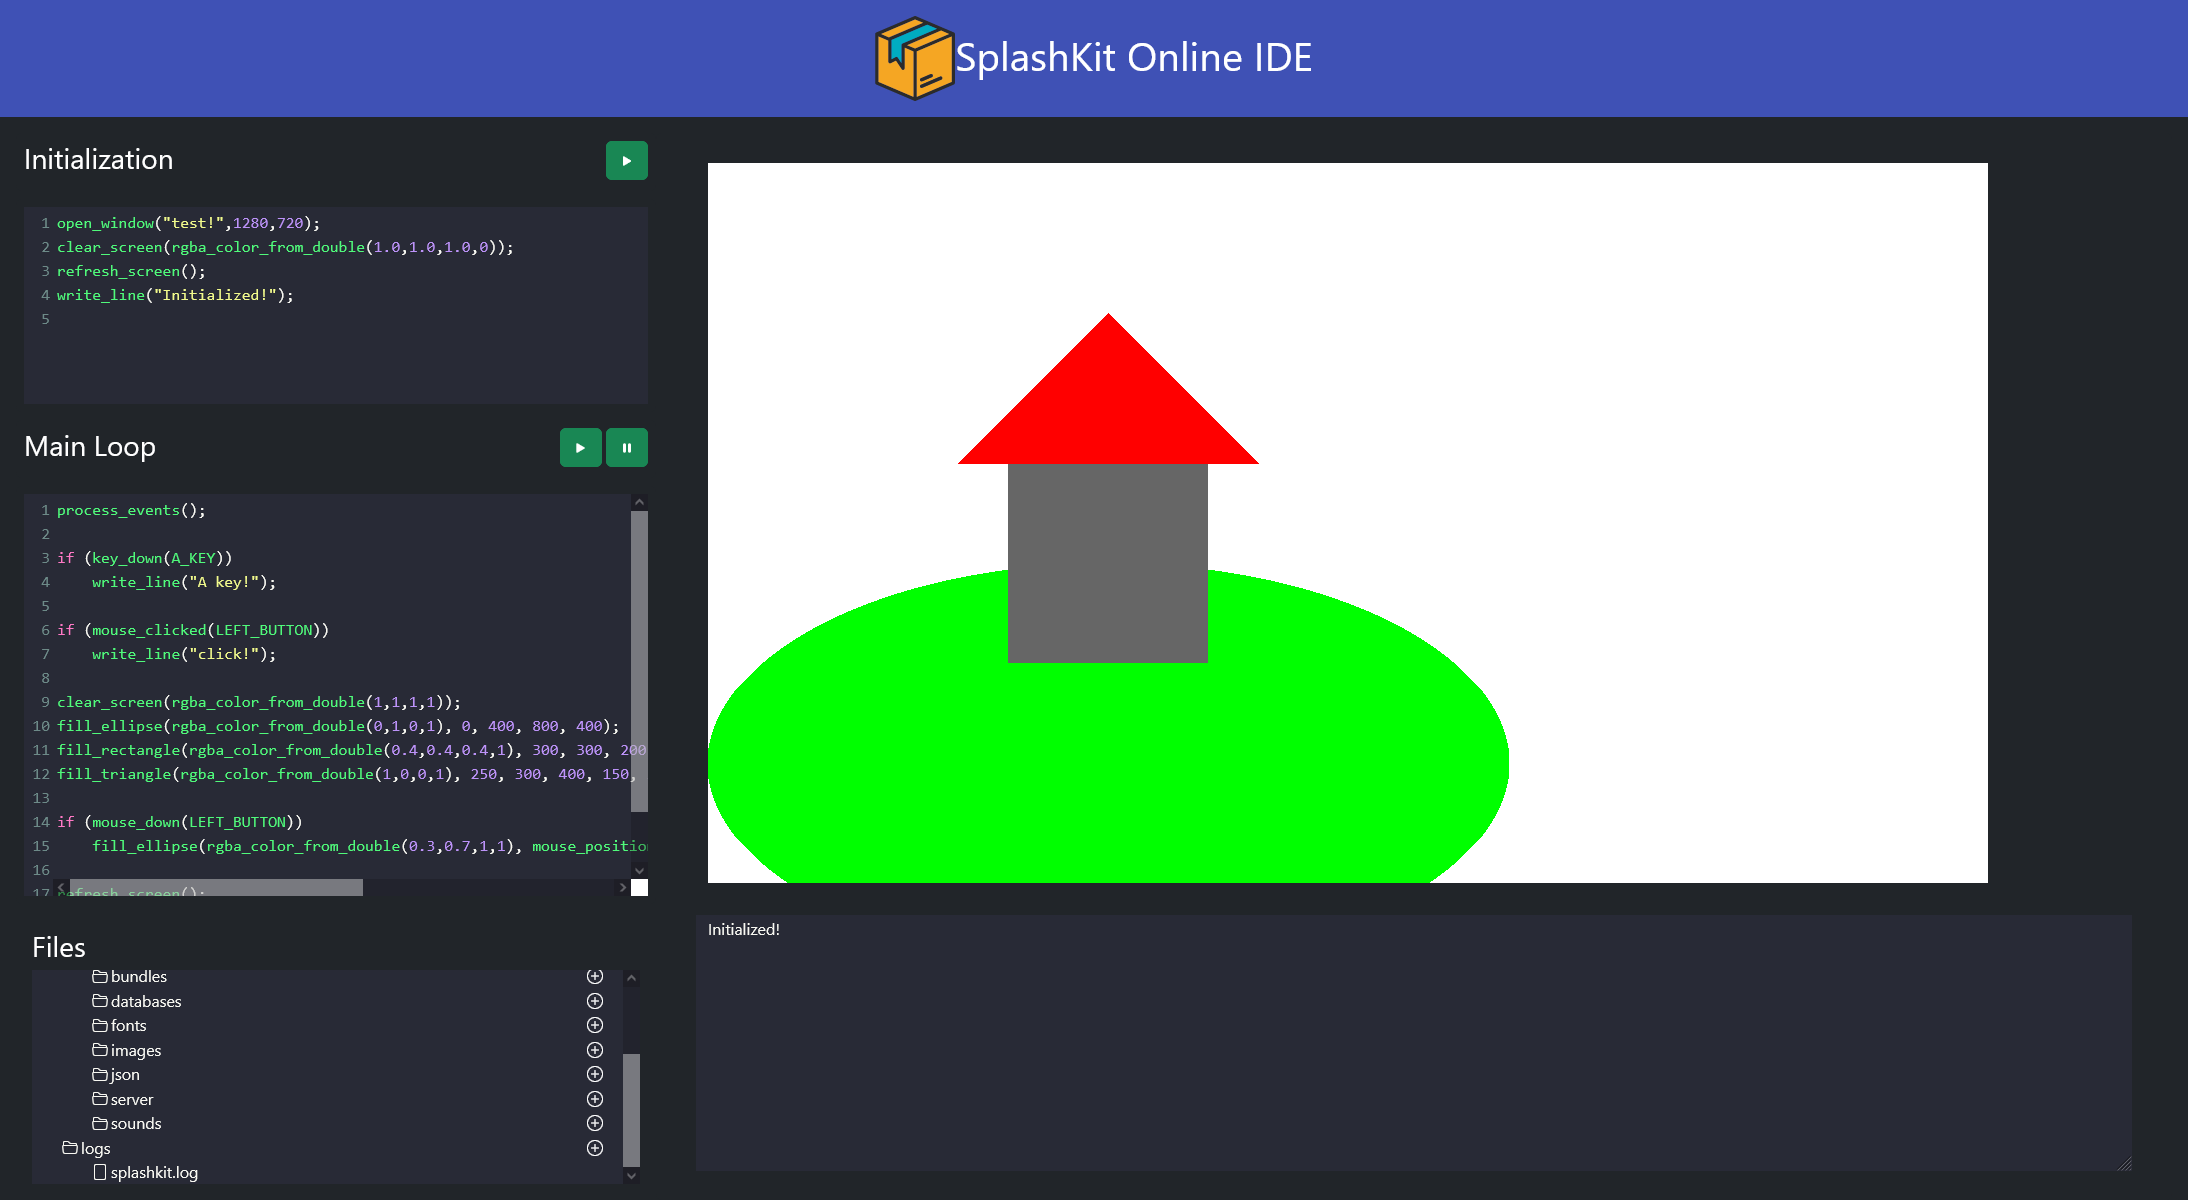 SplashKit Online IDE
Initialization
1 open_window("test!",1280,720);
2 clear_screen(rgba_color_from_double(1.0,1.0,1.0,0));
3 refresh_screen();
4 write_line("Initialized!");
5
Main Loop
1 process_events();
2
3 if (key_down(A_KEY))
4     write_line("A key!");
5
6 if (mouse_clicked(LEFT_BUTTON))
7     write_line("click!");
8
9 clear_screen(rgba_color_from_double(1,1,1,1));
10 fill_ellipse(rgba_color_from_double(0,1,0,1), 0, 400, 800, 400);
11 fill_rectangle(rgba_color_from_double(0.4,0.4,0.4,1), 300, 300, 200
12 fill_triangle(rgba_color_from_double(1,0,0,1), 250, 300, 400, 150,
13
14 if (mouse_down(LEFT_BUTTON))
15     fill_ellipse(rgba_color_from_double(0.3,0.7,1,1), mouse_positio
16
17 refresh_screen();
Files
bundles
databases
fonts
images
json
server
sounds
logs
splashkit.log
Initialized!